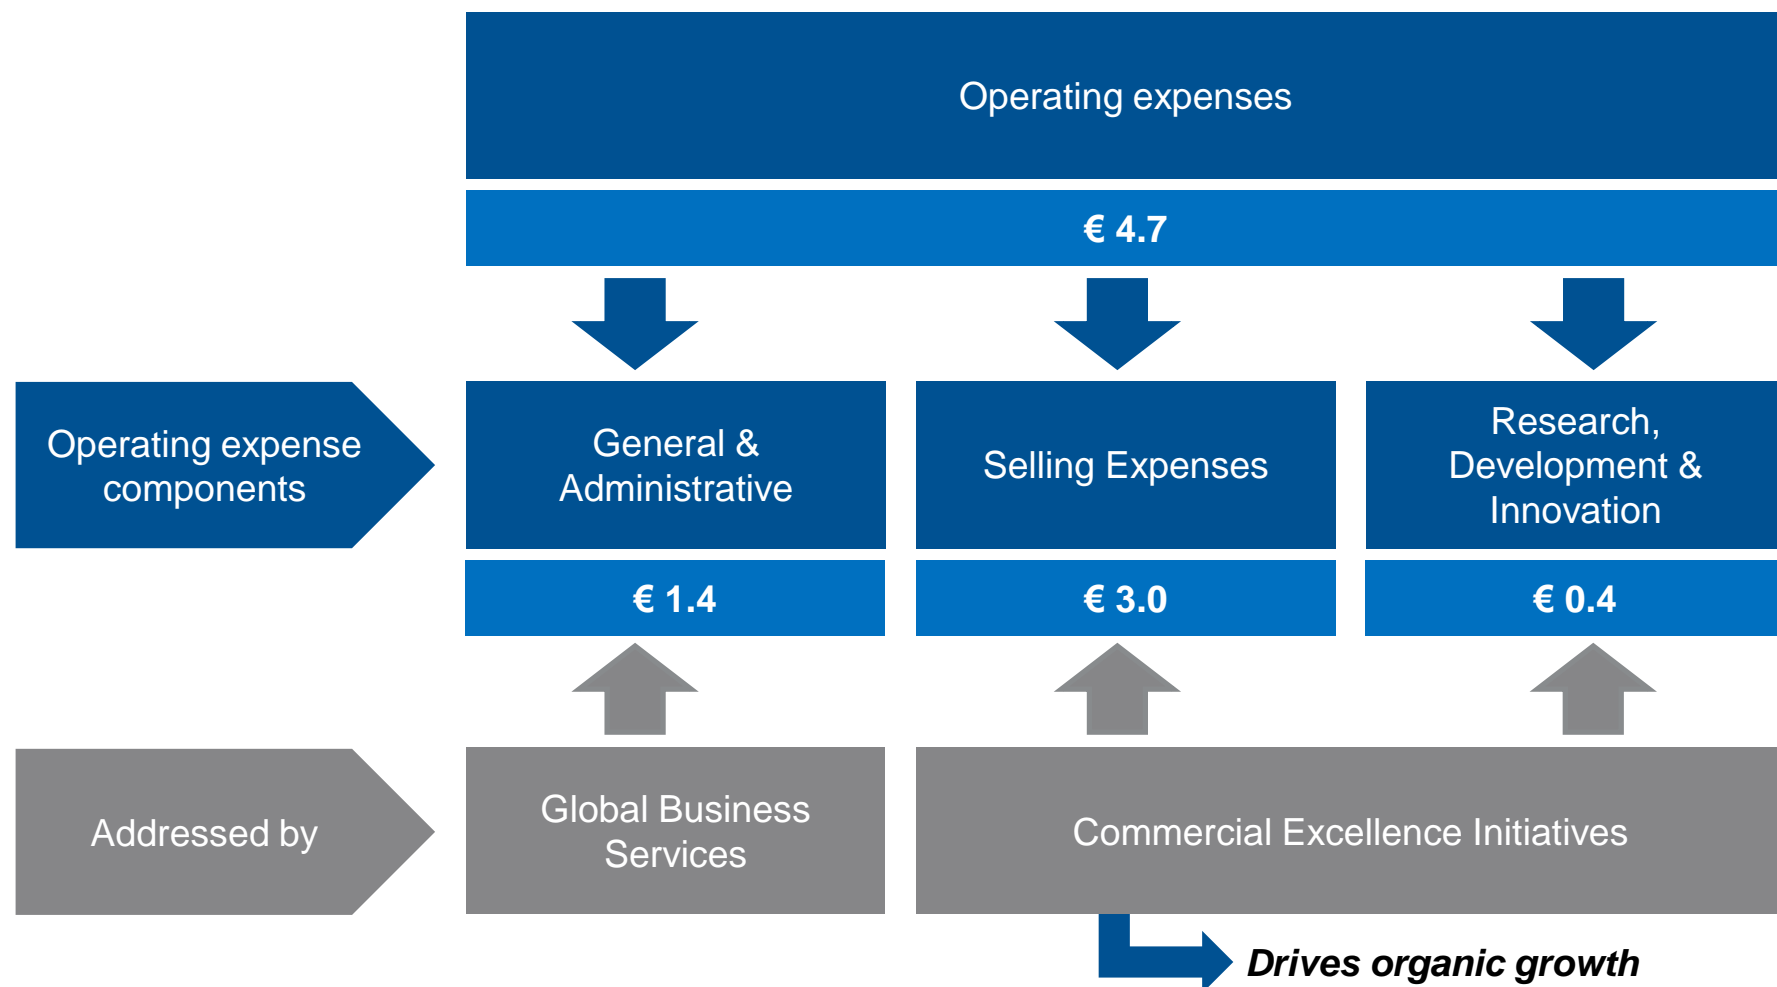 Operating expenses
€ 4.7
Operating expense
components
General &
Administrative
Selling Expenses
Research,
Development &
Innovation
€ 1.4
€ 3.0
€ 0.4
Addressed by
Global Business
Services
Commercial Excellence Initiatives
Drives organic growth